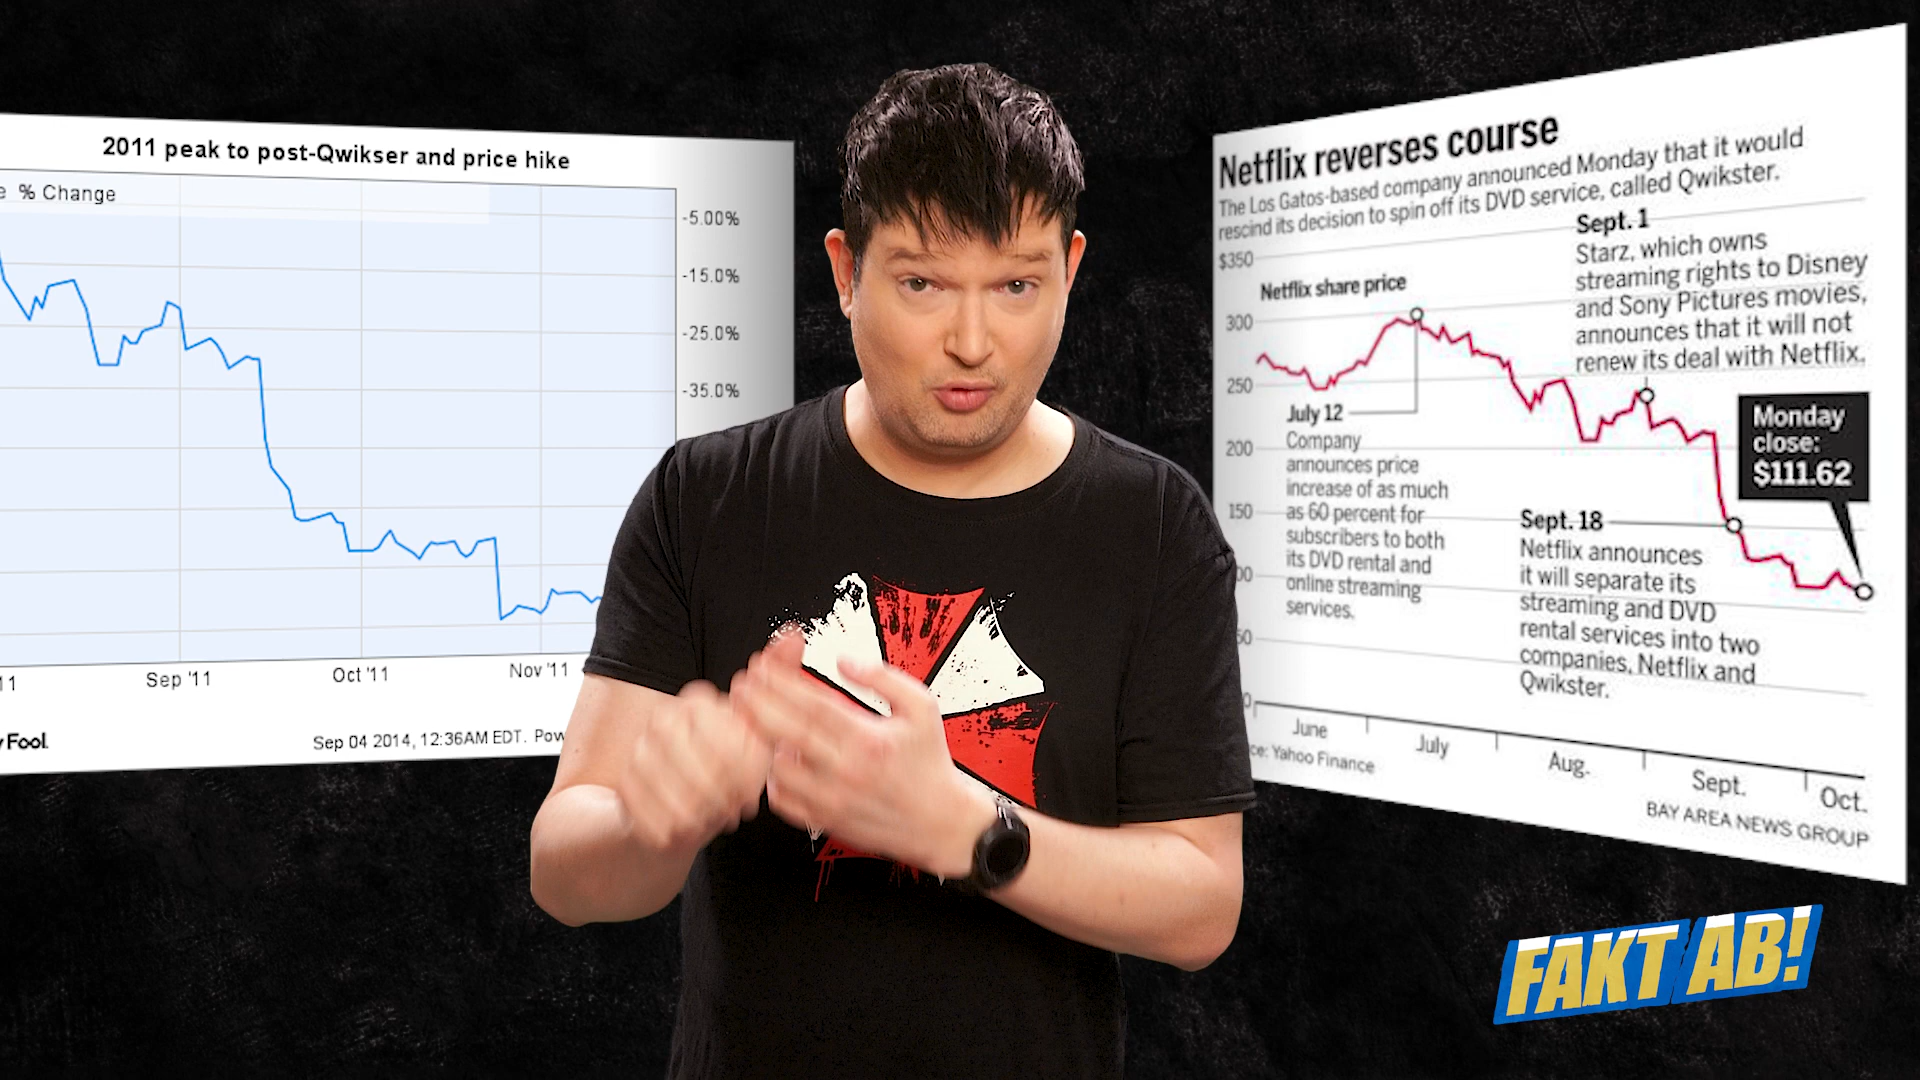 2011 peak to post-Qwikser and price hike
% Change
-5.00%
-15.0%
-25.0%
-35.0%
Sep '11
Oct '11
Nov '11
Fool.
Sep 04 2014, 12:36AM EDT.
Netflix reverses course
The Los Gatos-based company announced Monday that it would
rescind its decision to spin off its DVD service, called Qwikster.
$350
Netflix share price
300
250
200
150
Sept. 1
Starz, which owns
streaming rights to Disney
and Sony Pictures movies,
announces that it will not
renew its deal with Netflix.
July 12
Company
announces price
increase of as much
as 60 percent for
subscribers to both
its DVD rental and
online streaming
services.
Monday
close:
$111.62
Sept. 18
Netflix announces
it will separate its
streaming and DVD
rental services into two
companies, Netflix and
Qwikster.
June
July
Aug.
Sept.
Oct.
Yahoo Finance
BAY AREA NEWS GROUP
FAKT AB!